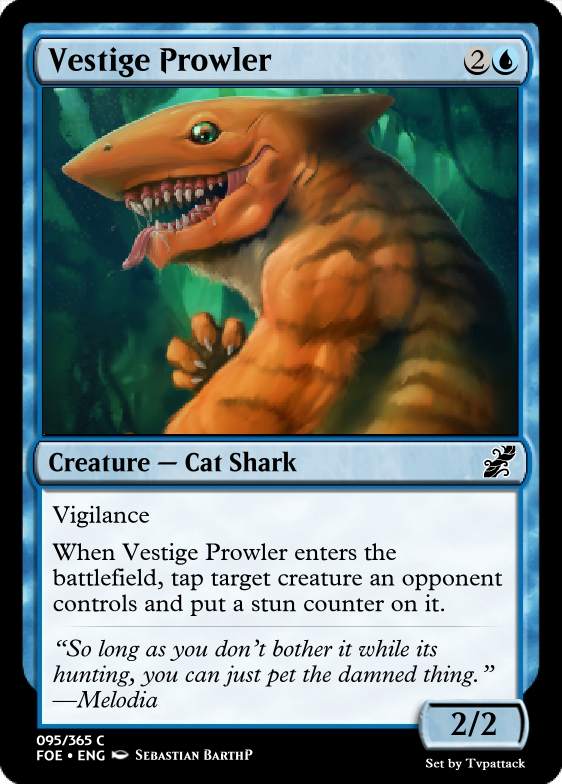 Vestige Prowler
2
Creature — Cat Shark
Vigilance
When Vestige Prowler enters the
battlefield, tap target creature an opponent
controls and put a stun counter on it.
“So long as you don’t bother it while its
hunting, you can just pet the damned thing.”
—Melodia
2/2
095/365 C
FOE • ENG Sebastian BarthP
Set by Tvpattack